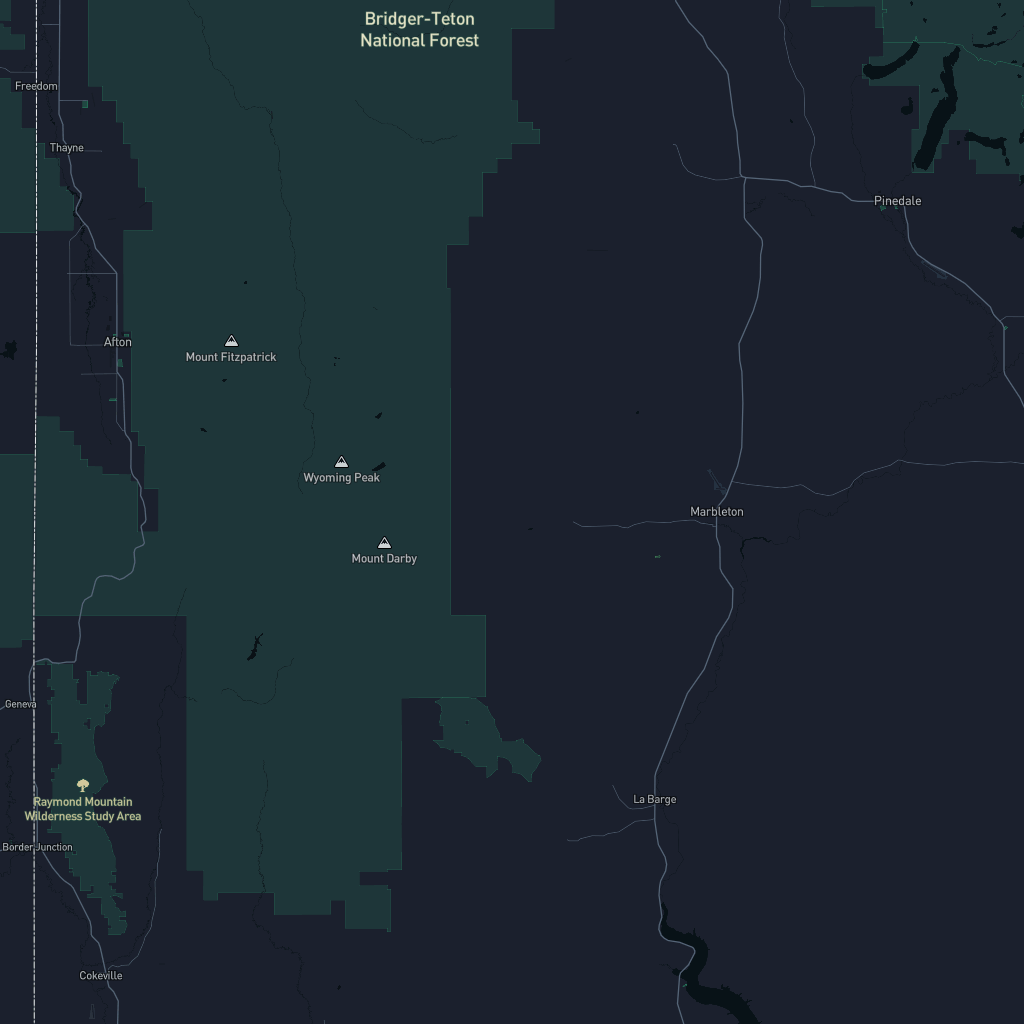 Bridger-Teton
National Forest
Freedom
Thayne
Pinedale
Afton
Mount Fitzpatrick
Wyoming Peak
Marbleton
Mount Darby
Geneva
Raymond Mountain
Wilderness Study Area
La Barge
Border Junction
Cokeville